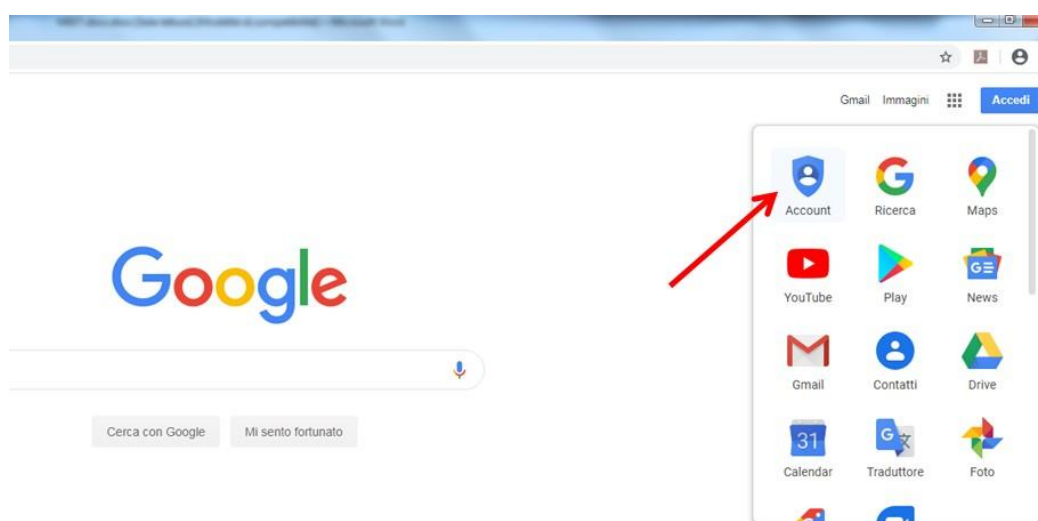 Gmail Immagini Accedi
Account Ricerca Maps
Google
YouTube Play News
Gmail Contatti Drive
Cerca con Google Mi sento fortunato
31
Calendar Traduttore Foto